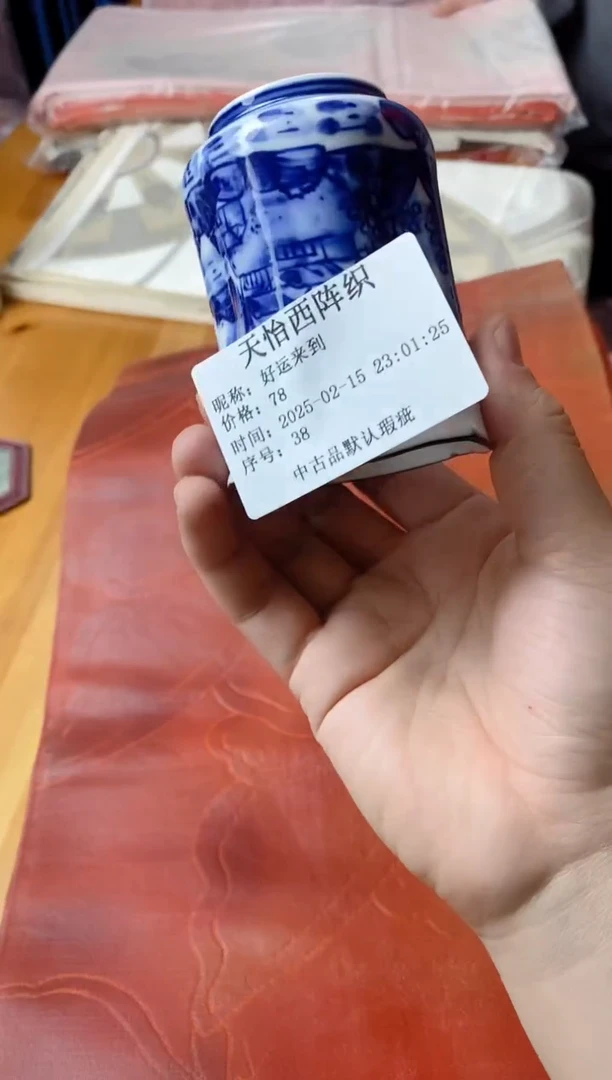 天怡西阵织
昵称: 好运来到
价格: 78
时间: 2025-02-15 23:01:25
序号: 38
中古品默认瑕疵